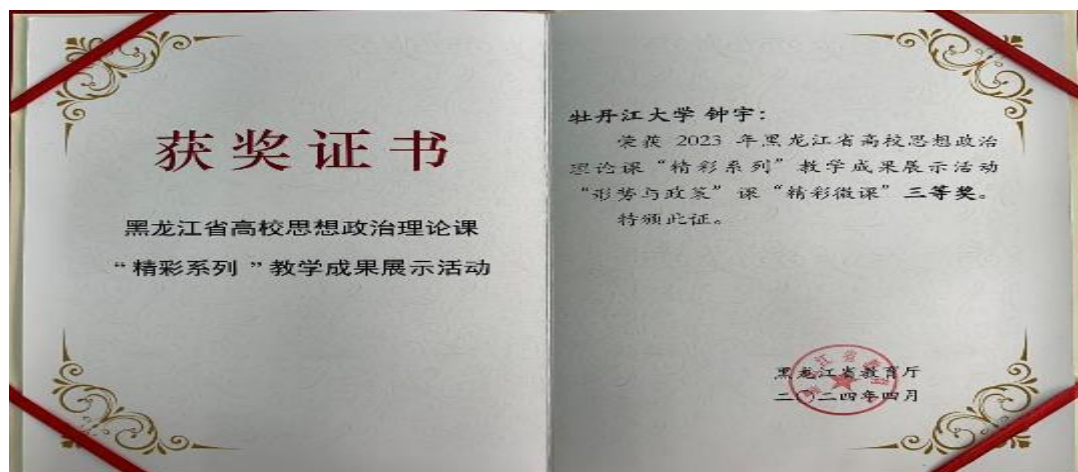 获奖证书
黑龙江省高校思想政治理论课
“精彩系列”教学成果展示活动
牡丹江大学 钟宇：
荣获 2023 年黑龙江省高校思想政治
理论课“精彩系列”教学成果展示活动
“形势与政策”课“精彩微课”三等奖。
特颁此证。
黑龙江省教育厅
二〇二四年四月